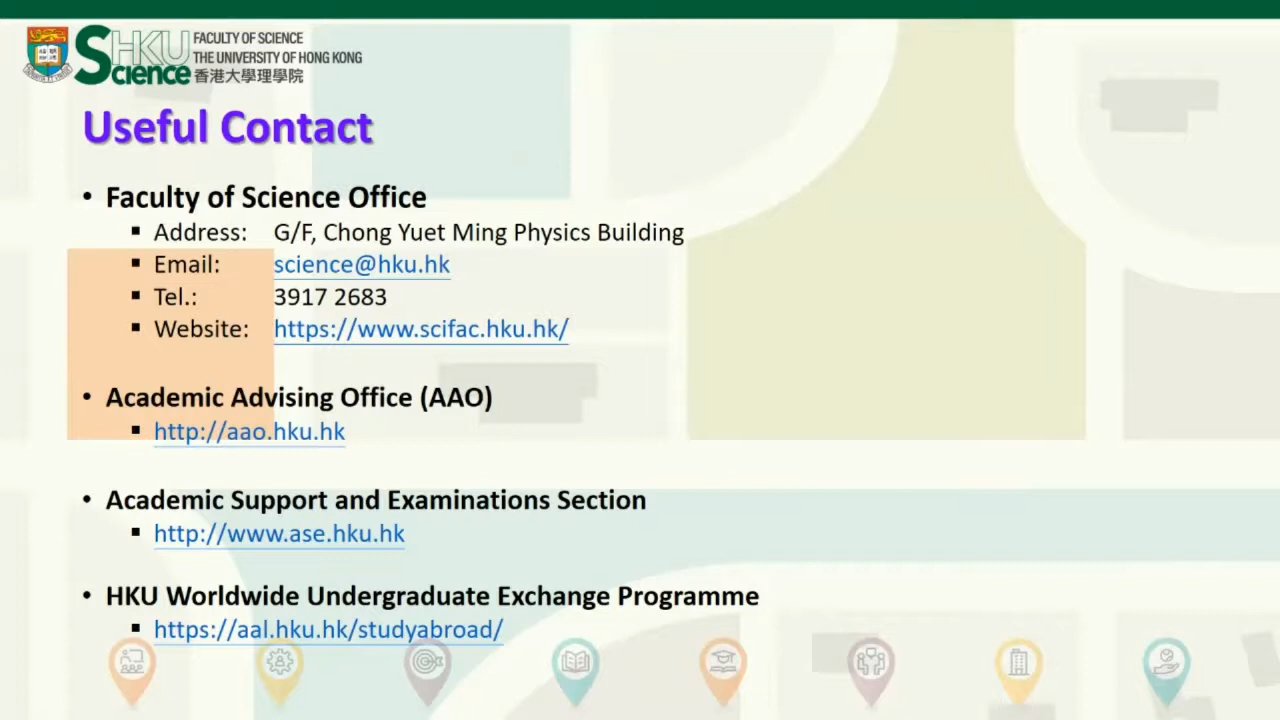 HKU
Science
FACULTY OF SCIENCE
THE UNIVERSITY OF HONG KONG
香港大學理學院
Useful Contact
• Faculty of Science Office
▪ Address: G/F, Chong Yuet Ming Physics Building
▪ Email: science@hku.hk
▪ Tel.: 3917 2683
▪ Website: https://www.scifac.hku.hk/
• Academic Advising Office (AAO)
▪ http://aao.hku.hk
• Academic Support and Examinations Section
▪ http://www.ase.hku.hk
• HKU Worldwide Undergraduate Exchange Programme
▪ https://aal.hku.hk/studyabroad/